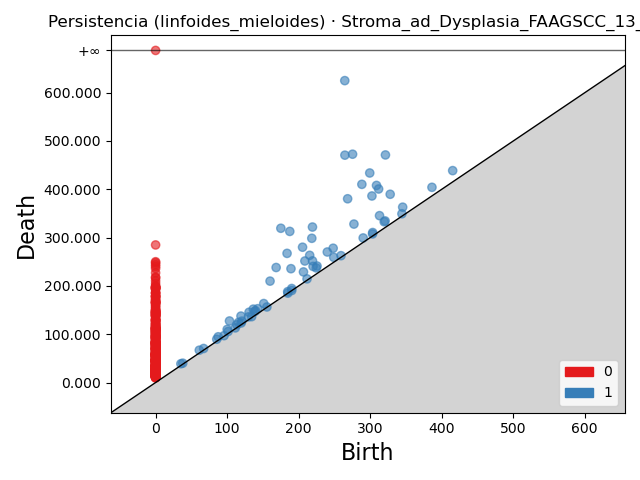 Persistencia (linfoides_mieloides) · Stroma_ad_Dysplasia_FAAGSCC_13_
+∞
600.000
500.000
400.000
300.000
200.000
100.000
0.000
Death
0
1
0 100 200 300 400 500 600
Birth